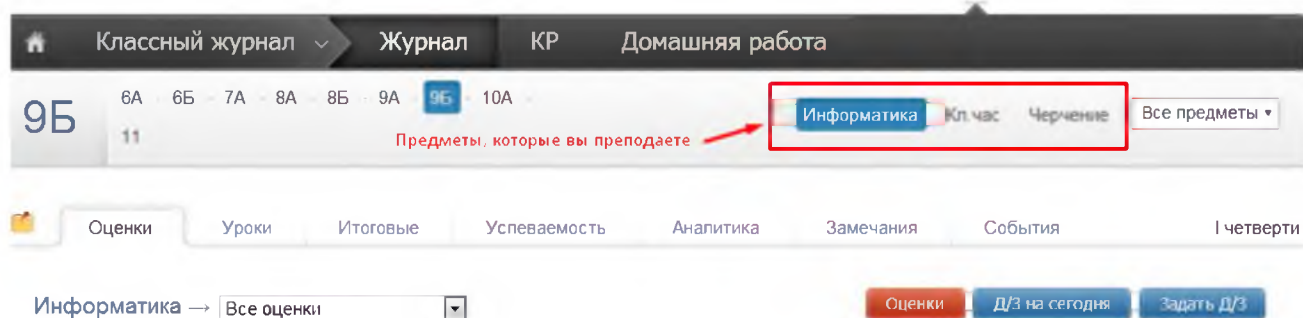 Классный журнал Журнал КР Домашняя работа
9Б 6А 6Б 7А 8А 8Б 9А 9Б 10А
11
Предметы, которые вы преподаете
Информатика Кл.час Черчение Все предметы
Оценки Уроки Итоговые Успеваемость Аналитика Замечания События I четверти
Информатика → Все оценки Оценки Д/З на сегодня Задать Д/З